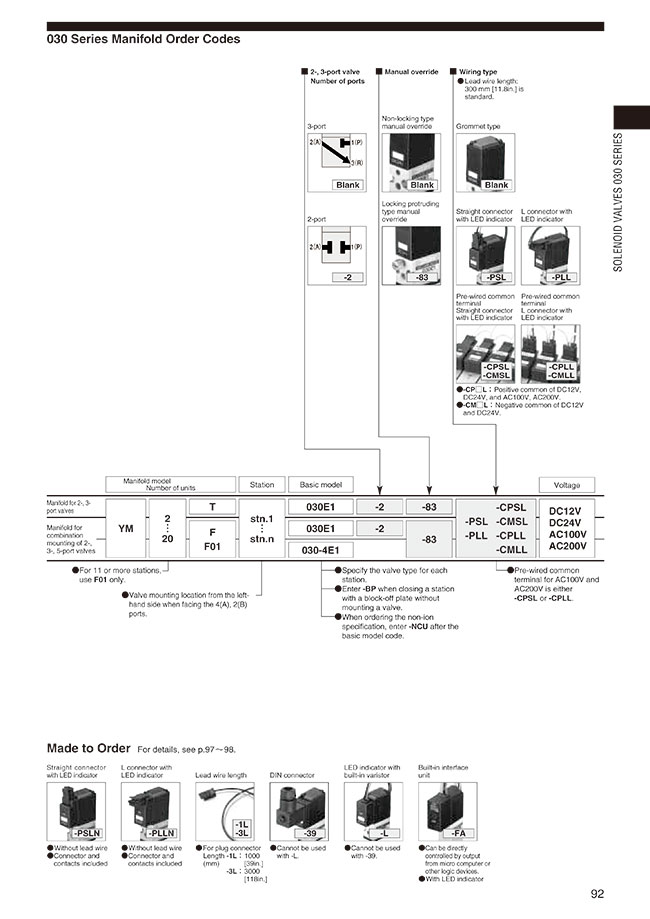 030 Series Manifold Order Codes
■ 2-, 3-port valve
Number of ports
■ Manual override
■ Wiring type
●Lead wire length:
300 mm [11.8in.] is
standard.
3-port
2(A)
1(P)
3(R)
Blank
Non-locking type
manual override
Blank
Grommet type
Blank
2-port
2(A)
1(P)
-2
Locking protruding
type manual
override
-83
Straight connector
with LED indicator
-PSL
L connector with
LED indicator
-PLL
Pre-wired common
terminal
Straight connector
with LED indicator
-CPSL
-CMSL
Pre-wired common
terminal
L connector with
LED indicator
-CPLL
-CMLL
●-CP□L : Positive common of DC12V,
DC24V, and AC100V, AC200V.
●-CM□L : Negative common of DC12V
and DC24V.
SOLENOID VALVES 030 SERIES
Manifold model
Number of units
Station
Basic model
Voltage
Manifold for 2-, 3-
port valves
Manifold for
combination
mounting of 2-,
3-, 5-port valves
YM
2
⋮
20
T
F
F01
stn.1
⋮
stn.n
030E1
030E1
030-4E1
-2
-2
-83
-83
-CPSL
-PSL -CMSL
-PLL -CPLL
-CMLL
DC12V
DC24V
AC100V
AC200V
●For 11 or more stations,
use F01 only.
●Valve mounting location from the left-
hand side when facing the 4(A), 2(B)
ports.
●Specify the valve type for each
station.
●Enter -BP when closing a station
with a block-off plate without
mounting a valve.
●When ordering the non-ion
specification, enter -NCU after the
basic model code.
●Pre-wired common
terminal for AC100V and
AC200V is either
-CPSL or -CPLL.
Made to Order For details, see p.97～98.
Straight connector
with LED indicator
-PSLN
●Without lead wire
●Connector and
contacts included
L connector with
LED indicator
-PLLN
●Without lead wire
●Connector and
contacts included
Lead wire length
-1L
-3L
●For plug connector
Length -1L : 1000
(mm) [39in.]
-3L : 3000
[118in.]
DIN connector
-39
●Cannot be used
with -L.
LED indicator with
built-in varistor
-L
●Cannot be used
with -39.
Built-in interface
unit
-FA
●Can be directly
controlled by output
from micro computer or
other logic devices.
●With LED indicator
92